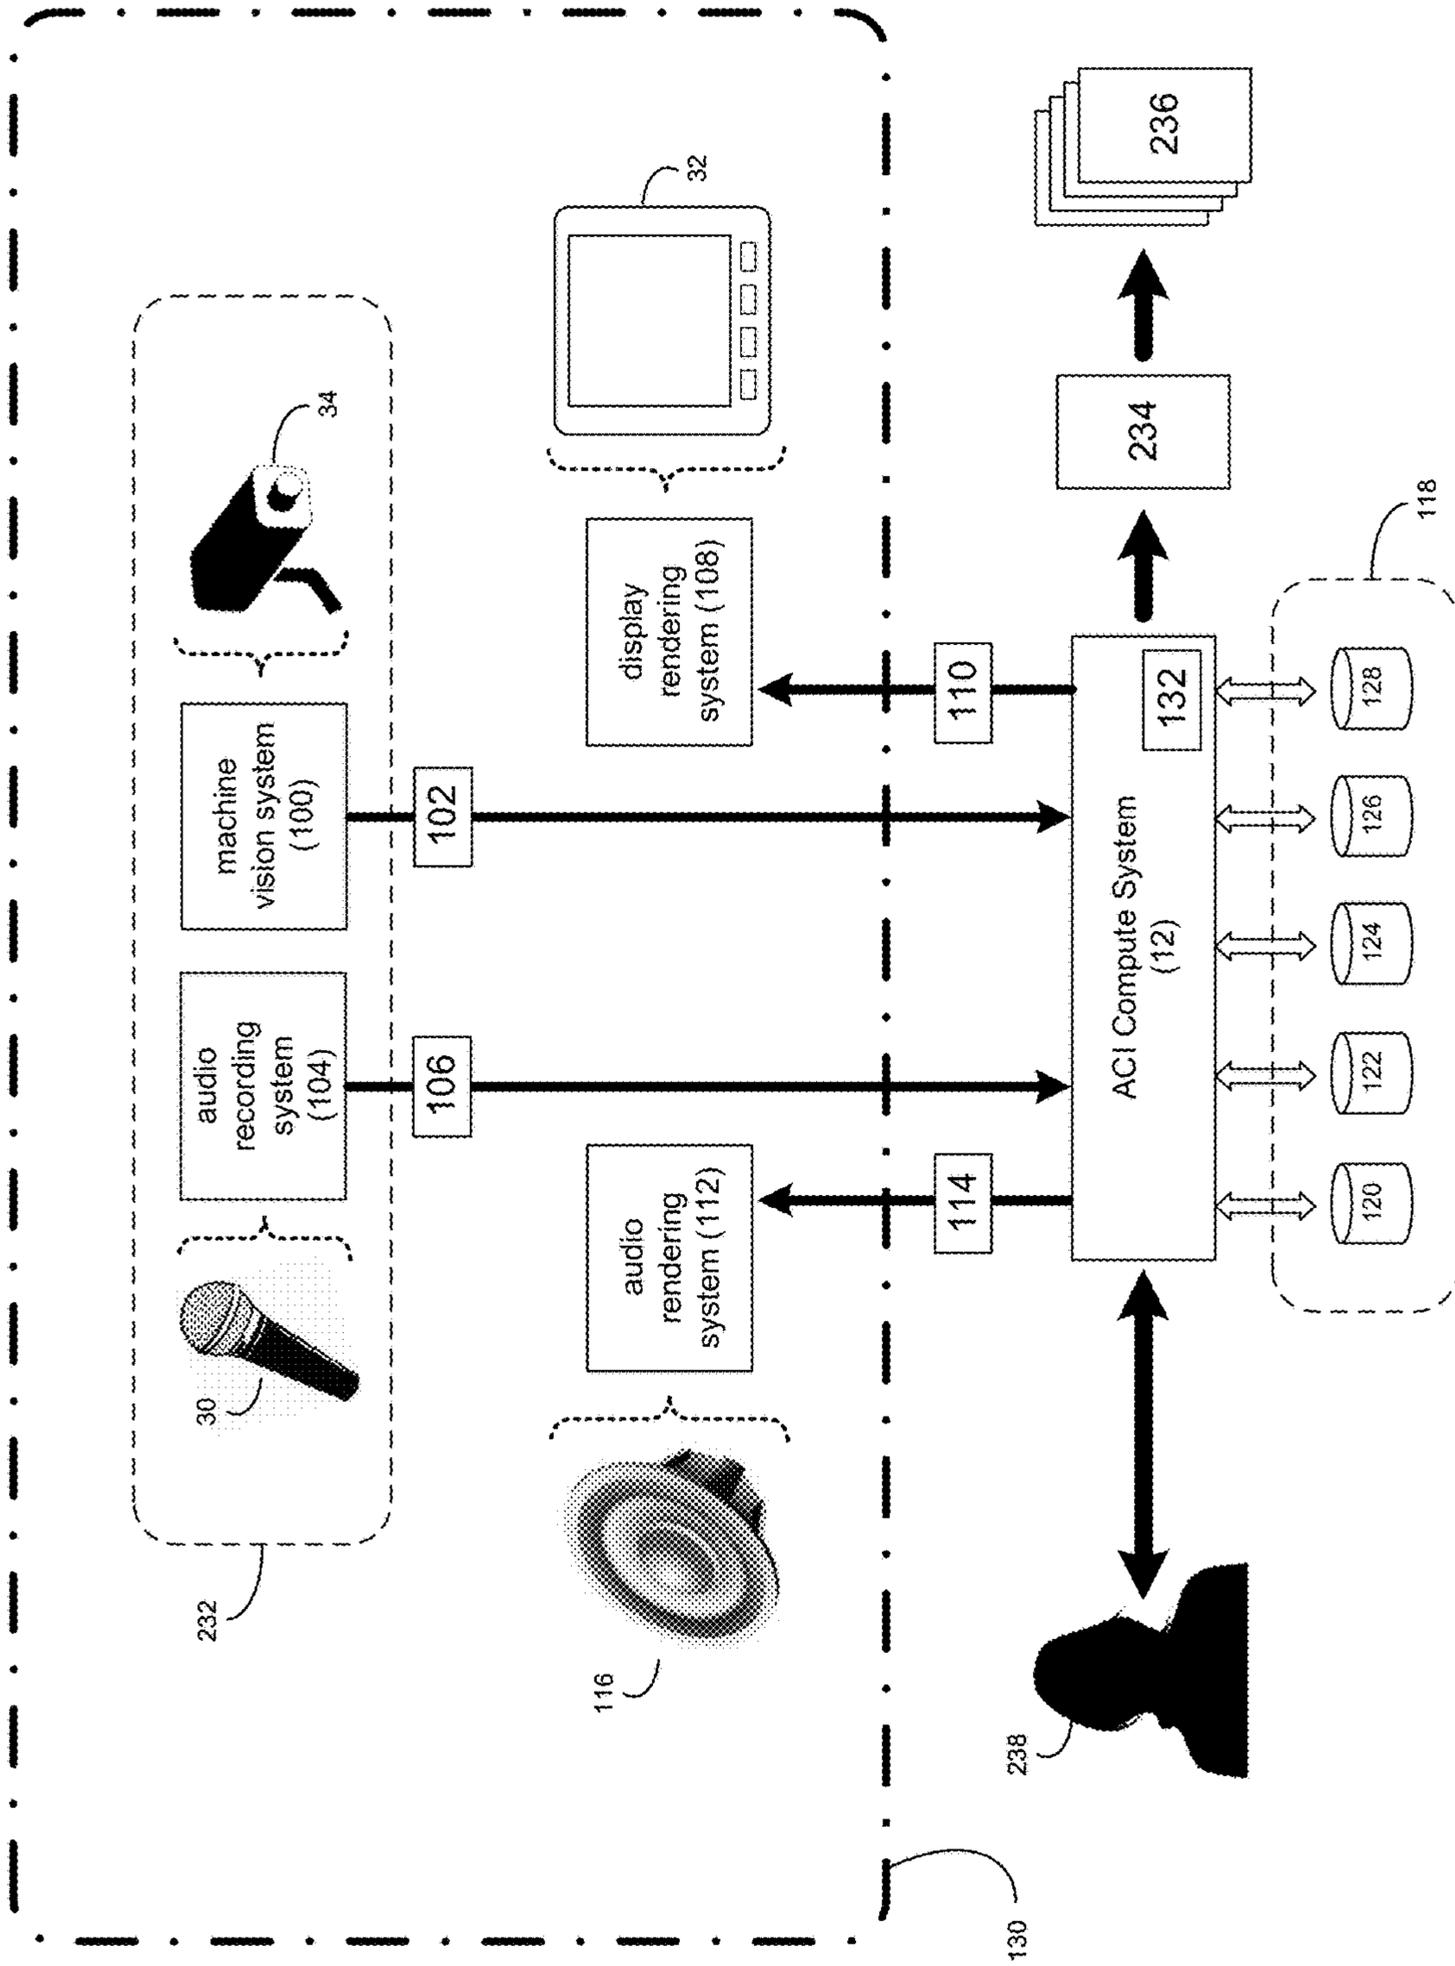 232
30
audio
recording
system
(104)
machine
vision system
(100)
34
106
102
116
audio
rendering
system (112)
display
rendering
system (108)
32
114
110
130
238
ACI Compute System
(12)
132
234
236
120
122
124
126
128
118